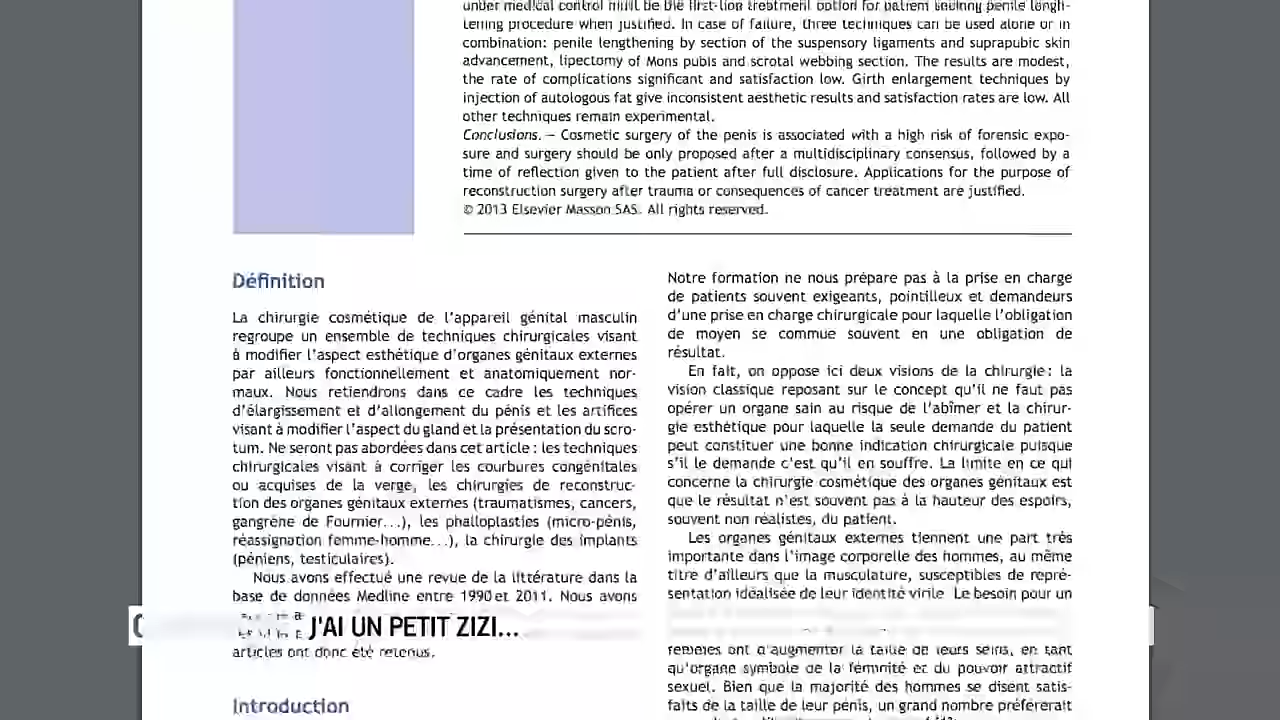 under medical control must be the first-line treatment option for patient seeking penile length-
tening procedure when justified. In case of failure, three techniques can be used alone or in
combination: penile lengthening by section of the suspensory ligaments and suprapubic skin
advancement, lipectomy of Mons pubis and scrotal webbing section. The results are modest,
the rate of complications significant and satisfaction low. Girth enlargement techniques by
injection of autologous fat give inconsistent aesthetic results and satisfaction rates are low. All
other techniques remain experimental.
Conclusions. — Cosmetic surgery of the penis is associated with a high risk of forensic expo-
sure and surgery should be only proposed after a multidisciplinary consensus, followed by a
time of reflection given to the patient after full disclosure. Applications for the purpose of
reconstruction surgery after trauma or consequences of cancer treatment are justified.
© 2013 Elsevier Masson SAS. All rights reserved.
Définition
La chirurgie cosmétique de l'appareil génital masculin
regroupe un ensemble de techniques chirurgicales visant
à modifier l'aspect esthétique d'organes génitaux externes
par ailleurs fonctionnellement et anatomiquement nor-
maux. Nous retiendrons dans ce cadre les techniques
d'élargissement et d'allongement du pénis et les artifices
visant à modifier l'aspect du gland et la présentation du scro-
tum. Ne seront pas abordées dans cet article : les techniques
chirurgicales visant à corriger les courbures congénitales
ou acquises de la verge, les chirurgies de reconstruc-
tion des organes génitaux externes (traumatismes, cancers,
gangrène de Fournier...), les phalloplasties (micro-pénis,
réassignation femme-homme...), la chirurgie des implants
(péniens, testiculaires).
Nous avons effectué une revue de la littérature dans la
base de données Medline entre 1990 et 2011. Nous avons
J'AI UN PETIT ZIZI...
articles ont donc été retenus.
Introduction
Notre formation ne nous prépare pas à la prise en charge
de patients souvent exigeants, pointilleux et demandeurs
d'une prise en charge chirurgicale pour laquelle l'obligation
de moyen se commue souvent en une obligation de
résultat.
En fait, on oppose ici deux visions de la chirurgie : la
vision classique reposant sur le concept qu'il ne faut pas
opérer un organe sain au risque de l'abîmer et la chirur-
gie esthétique pour laquelle la seule demande du patient
peut constituer une bonne indication chirurgicale puisque
s'il le demande c'est qu'il en souffre. La limite en ce qui
concerne la chirurgie cosmétique des organes génitaux est
que le résultat n'est souvent pas à la hauteur des espoirs,
souvent non réalistes, du patient.
Les organes génitaux externes tiennent une part très
importante dans l'image corporelle des hommes, au même
titre d'ailleurs que la musculature, susceptibles de repré-
sentation idéalisée de leur identité virile. Le besoin pour un
femmes ont d'augmenter la taille de leurs seins, en tant
qu'organe symbole de la féminité et du pouvoir attractif
sexuel. Bien que la majorité des hommes se disent satis-
faits de la taille de leur pénis, un grand nombre préférerait